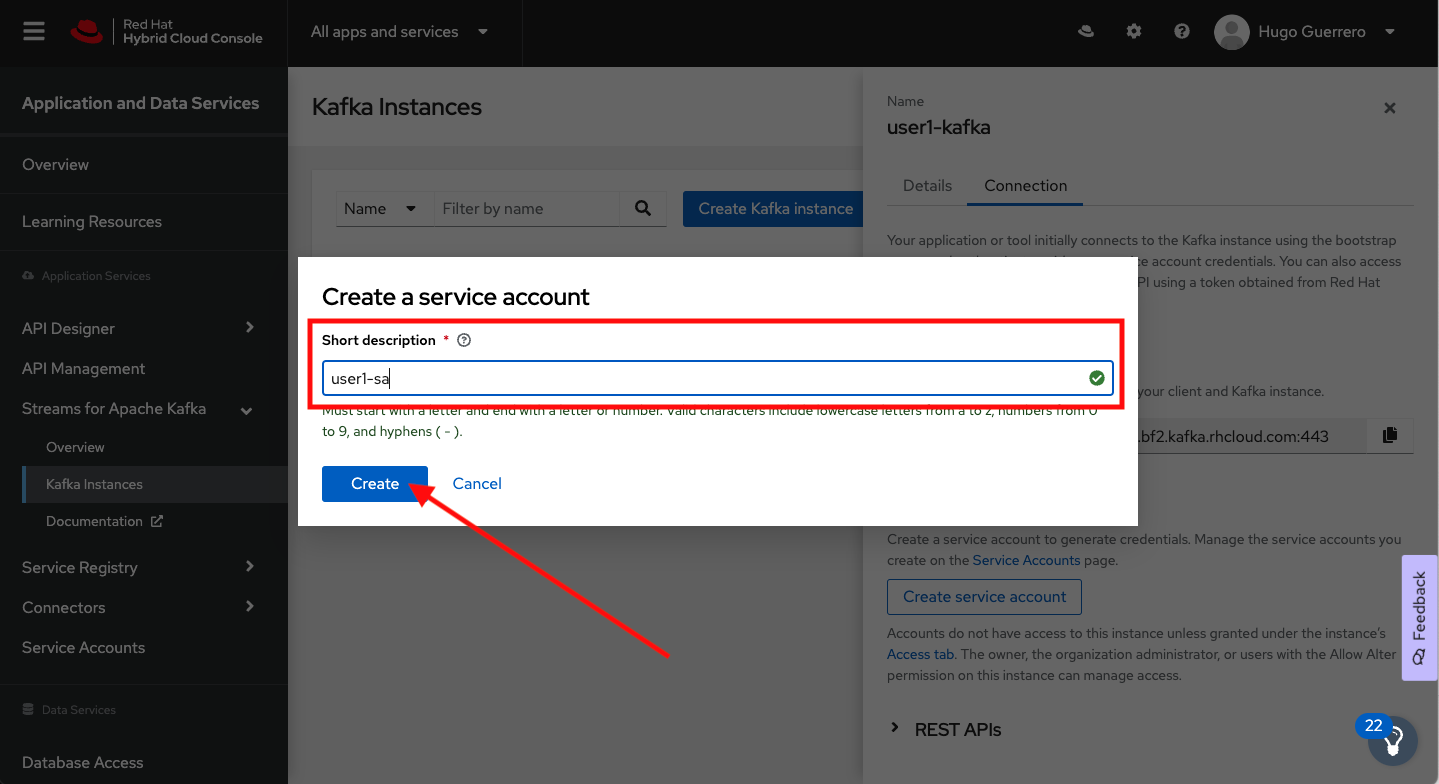 Red Hat
Hybrid Cloud Console
All apps and services
Hugo Guerrero
Application and Data Services
Overview
Learning Resources
Application Services
API Designer
API Management
Streams for Apache Kafka
Overview
Kafka Instances
Documentation
Service Registry
Connectors
Service Accounts
Data Services
Database Access
Kafka Instances
Name
Filter by name
Create Kafka instance
Name
user1-kafka
Details
Connection
Your application or tool initially connects to the Kafka instance using the bootstrap
account credentials. You can also access
using a token obtained from Red Hat
Create a service account
Short description *
user1-sa
Must start with a letter and end with a letter or number. Valid characters include lowercase letters from a to z, numbers from 0
to 9, and hyphens ( - ).
Create
Cancel
your client and Kafka instance.
.bf2.kafka.rhcloud.com:443
Create a service account to generate credentials. Manage the service accounts you
create on the Service Accounts page.
Create service account
Accounts do not have access to this instance unless granted under the instance's
Access tab. The owner, the organization administrator, or users with the Allow Alter
permission on this instance can manage access.
REST APIs
Feedback
22